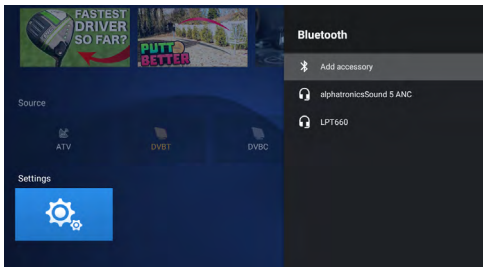 FASTEST
DRIVER
SO FAR?
PUTT
BETTER
Source
ATV
DVBT
DVBC
Settings
Bluetooth
Add accessory
alphatronicsSound 5 ANC
LPT660